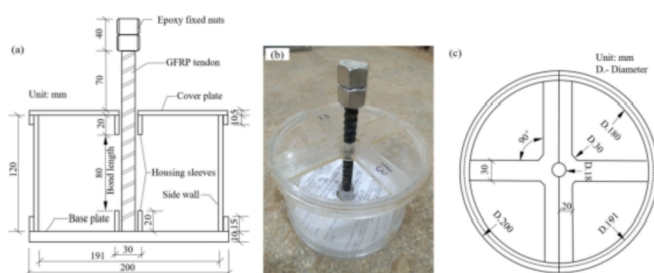 (a)
40
Epoxy fixed nuts
70
GFRP tendon
Unit: mm
Cover plate
20
10.5
120
Bond length
80
Housing sleeves
Side wall
20
Base plate
10.15
30
191
200
(b)
(c)
Unit: mm
D.- Diameter
D.180
90°
D.30
30
D.18
20
D.200
D.191